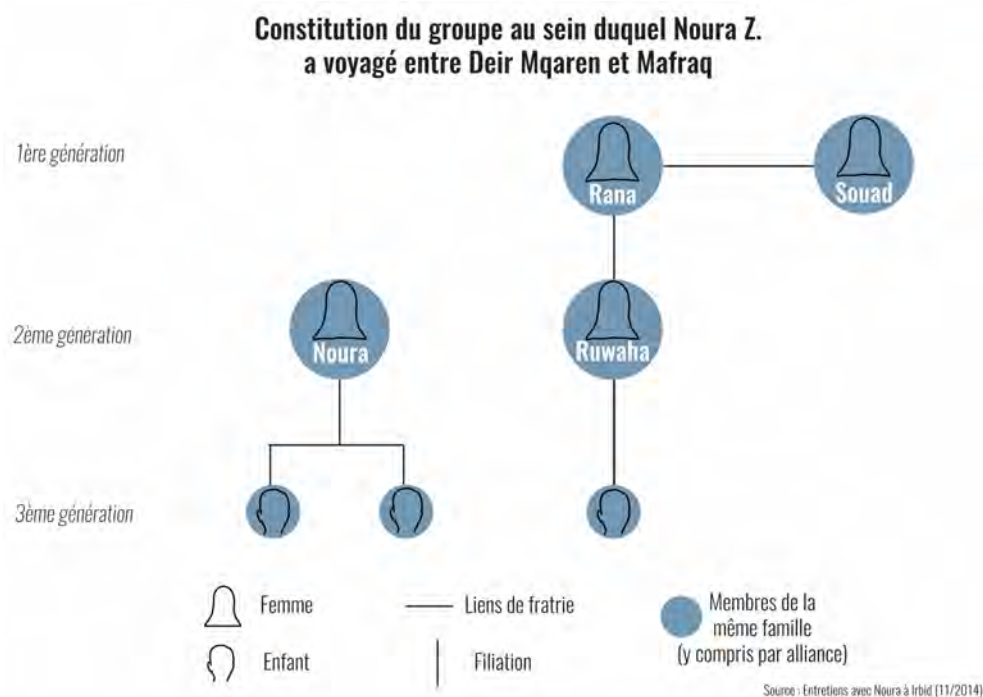 Constitution du groupe au sein duquel Noura Z.
a voyagé entre Deir Mqaren et Mafraq
1ère génération
Rana
Souad
2ème génération
Noura
Ruwaha
3ème génération
Femme
Liens de fratrie
Membres de la
même famille
(y compris par alliance)
Enfant
Filiation
Source : Entretiens avec Noura à Irbid (11/2014)